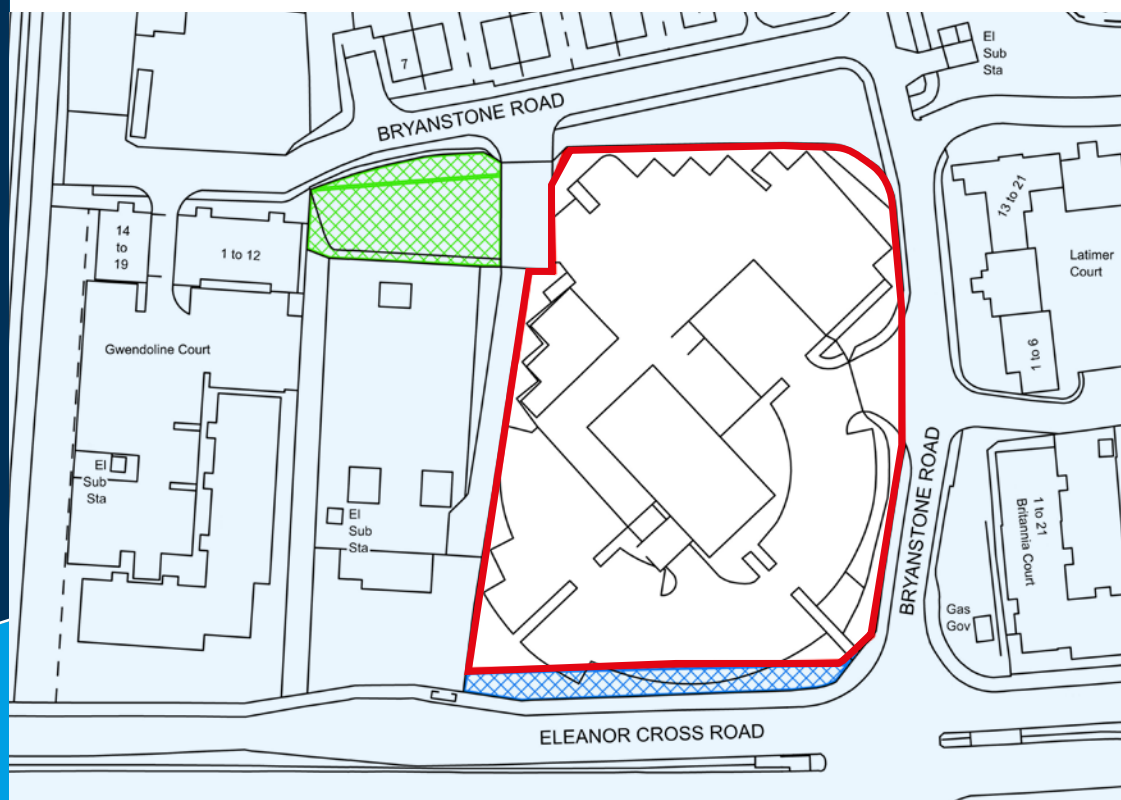 El
Sub
Sta
7
BRYANSTONE ROAD
13 to 21
14
to
19
1 to 12
Latimer
Court
1 to 6
Gwendoline Court
El
Sub
Sta
El
Sub
Sta
BRYANSTONE ROAD
1 to 21
Britannia Court
Gas
Gov
ELEANOR CROSS ROAD